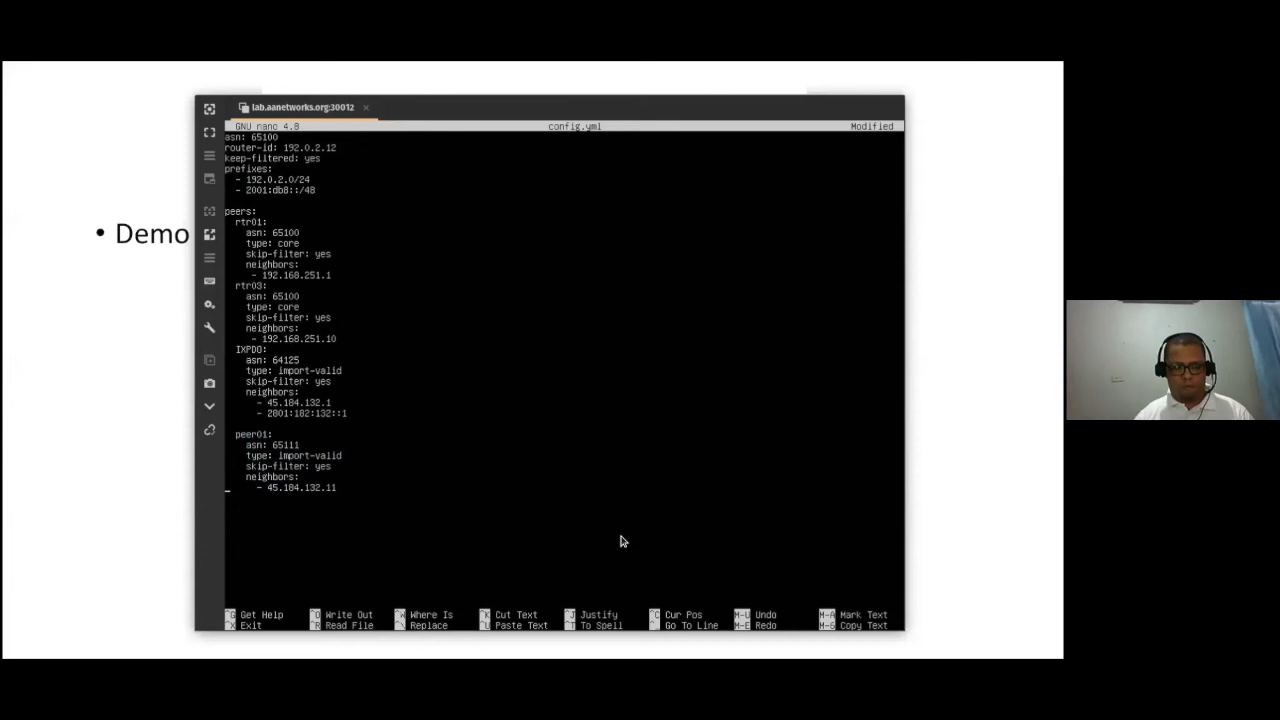 • Demo
lab.aanetworks.org:30012 ×
GNU nano 4.8 config.yml Modified
asn: 65100
router-id: 192.0.2.12
keep-filtered: yes
prefixes:
- 192.0.2.0/24
- 2001:db8::/48
peers:
rtr01:
asn: 65100
type: core
skip-filter: yes
neighbors:
- 192.168.251.1
rtr03:
asn: 65100
type: core
skip-filter: yes
neighbors:
- 192.168.251.10
IXPDO:
asn: 64125
type: import-valid
skip-filter: yes
neighbors:
- 45.184.132.1
- 2801:182:132::1
peer01:
asn: 65111
type: import-valid
skip-filter: yes
neighbors:
- 45.184.132.11
^G Get Help ^O Write Out ^W Where Is ^K Cut Text ^J Justify ^C Cur Pos M-U Undo M-A Mark Text
^X Exit ^R Read File ^\ Replace ^U Paste Text ^T To Spell ^_ Go To Line M-E Redo M-6 Copy Text